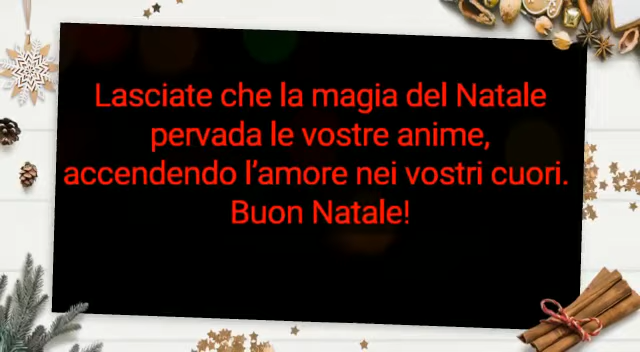 Lasciate che la magia del Natale
pervada le vostre anime,
accendendo l'amore nei vostri cuori.
Buon Natale!